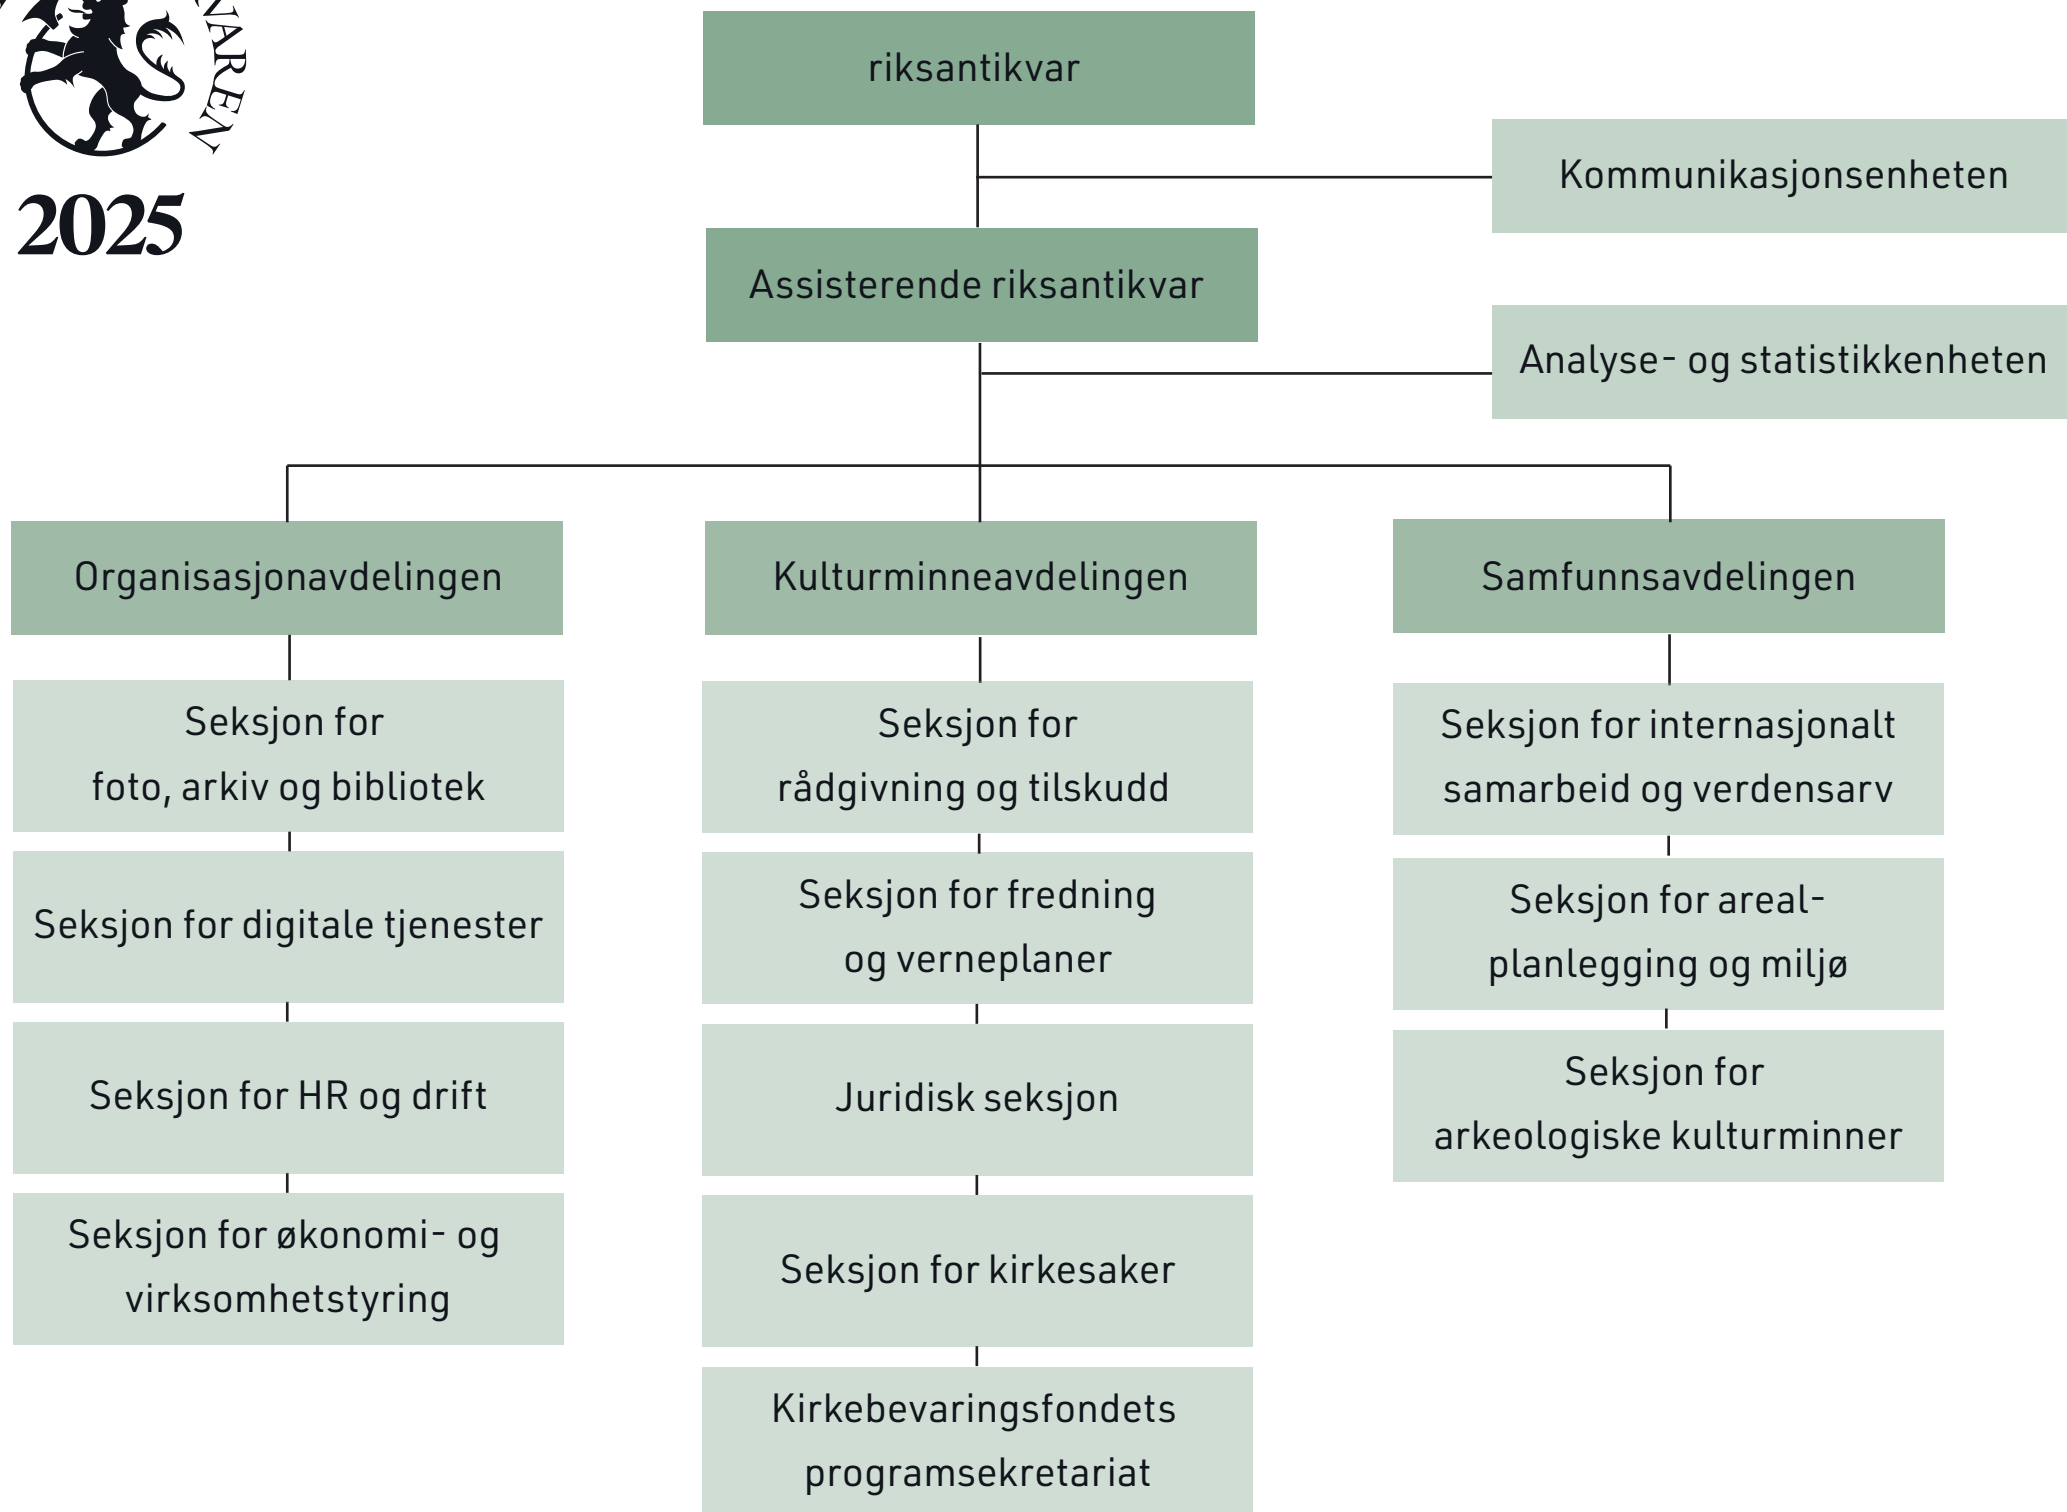 2025
riksantikvar
Kommunikasjonsenheten
Assisterende riksantikvar
Analyse- og statistikkenheten
Organisasjonavdelingen
Seksjon for
foto, arkiv og bibliotek
Seksjon for digitale tjenester
Seksjon for HR og drift
Seksjon for økonomi- og
virksomhetstyring
Kulturminneavdelingen
Seksjon for
rådgivning og tilskudd
Seksjon for fredning
og verneplaner
Juridisk seksjon
Seksjon for kirkesaker
Kirkebevaringsfondets
programsekretariat
Samfunnsavdelingen
Seksjon for internasjonalt
samarbeid og verdensarv
Seksjon for areal-
planlegging og miljø
Seksjon for
arkeologiske kulturminner